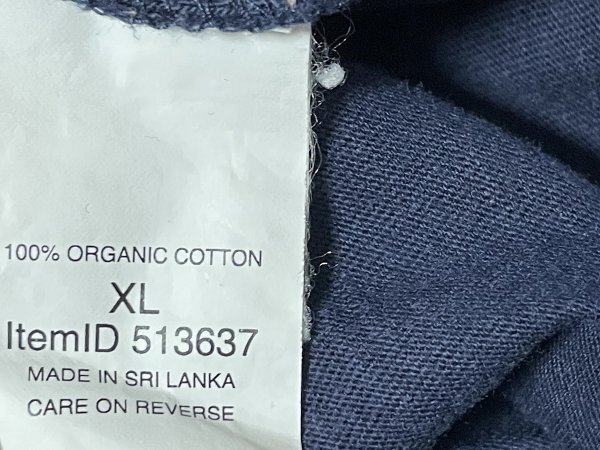 100% ORGANIC COTTON
XL
ItemID 513637
MADE IN SRI LANKA
CARE ON REVERSE